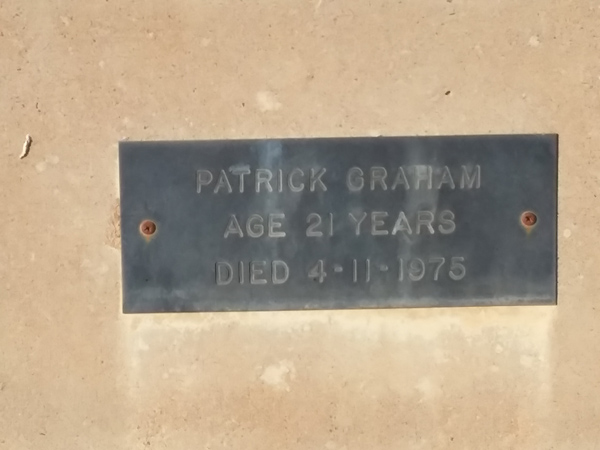 PATRICK GRAHAM
AGE 21 YEARS
DIED 4-11-1975